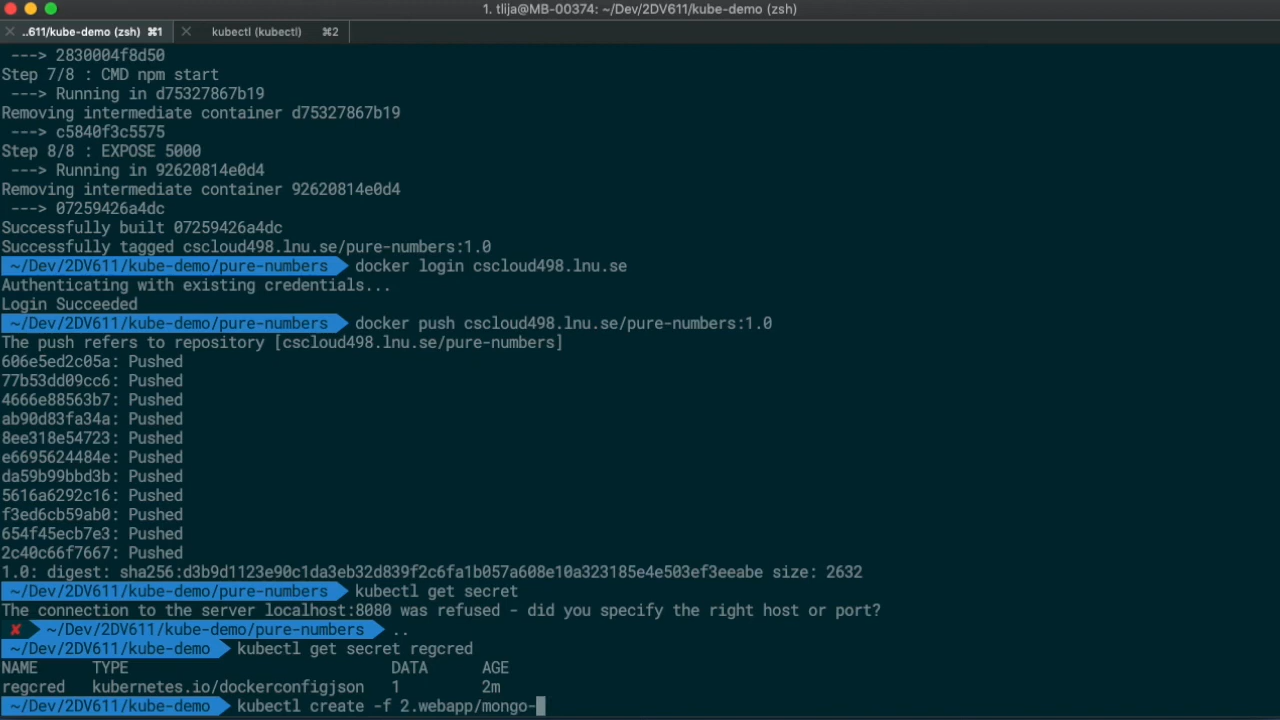 1. tlija@MB-00374: ~/Dev/2DV611/kube-demo (zsh)
..611/kube-demo (zsh) ⌘1
kubectl (kubectl) ⌘2
---> 2830004f8d50
Step 7/8 : CMD npm start
---> Running in d75327867b19
Removing intermediate container d75327867b19
---> c5840f3c5575
Step 8/8 : EXPOSE 5000
---> Running in 92620814e0d4
Removing intermediate container 92620814e0d4
---> 07259426a4dc
Successfully built 07259426a4dc
Successfully tagged cscloud498.lnu.se/pure-numbers:1.0
~/Dev/2DV611/kube-demo/pure-numbers docker login cscloud498.lnu.se
Authenticating with existing credentials...
Login Succeeded
~/Dev/2DV611/kube-demo/pure-numbers docker push cscloud498.lnu.se/pure-numbers:1.0
The push refers to repository [cscloud498.lnu.se/pure-numbers]
606e5ed2c05a: Pushed
77b53dd09cc6: Pushed
4666e88563b7: Pushed
ab90d83fa34a: Pushed
8ee318e54723: Pushed
e6695624484e: Pushed
da59b99bbd3b: Pushed
5616a6292c16: Pushed
f3ed6cb59ab0: Pushed
654f45ecb7e3: Pushed
2c40c66f7667: Pushed
1.0: digest: sha256:d3b9d1123e90c1da3eb32d839f2c6fa1b057a608e10a323185e4e503ef3eeabe size: 2632
~/Dev/2DV611/kube-demo/pure-numbers kubectl get secret
The connection to the server localhost:8080 was refused - did you specify the right host or port?
✘ ~/Dev/2DV611/kube-demo/pure-numbers ..
~/Dev/2DV611/kube-demo kubectl get secret regcred
NAME TYPE DATA AGE
regcred kubernetes.io/dockerconfigjson 1 2m
~/Dev/2DV611/kube-demo kubectl create -f 2.webapp/mongo-